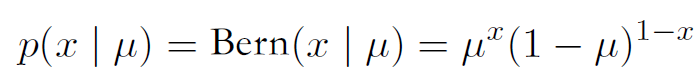 p(x | μ) = Bern(x | μ) = μ^x(1 − μ)^{1−x}